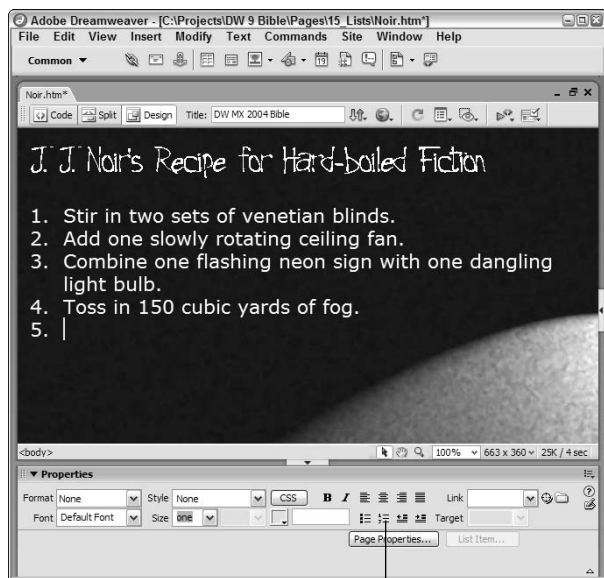 Adobe Dreamweaver - [C:\Projects\DW 9 Bible\Pages\15_Lists\Noir.htm*]
File Edit View Insert Modify Text Commands Site Window Help
Common
Noir.htm*
Code Split Design Title: DW MX 2004 Bible
J. J. Noir's Recipe for Hard-boiled Fiction
1. Stir in two sets of venetian blinds.
2. Add one slowly rotating ceiling fan.
3. Combine one flashing neon sign with one dangling
light bulb.
4. Toss in 150 cubic yards of fog.
5.
<body> 100% 663 x 360 25K / 4 sec
Properties
Format None Style None CSS B I Link
Font Default Font Size one Target
Page Properties... List Item...